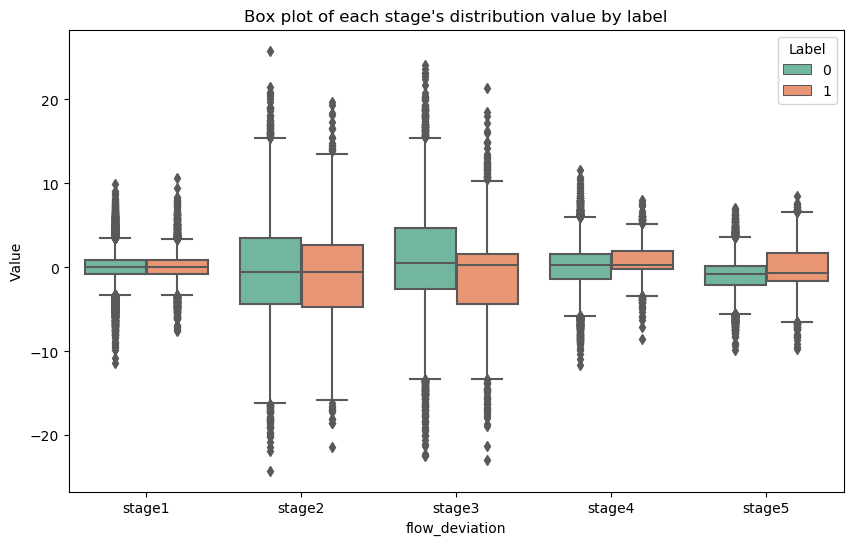 Box plot of each stage's distribution value by label
Label
0
1
20
10
0
−10
−20
Value
stage1 stage2 stage3 stage4 stage5
flow_deviation